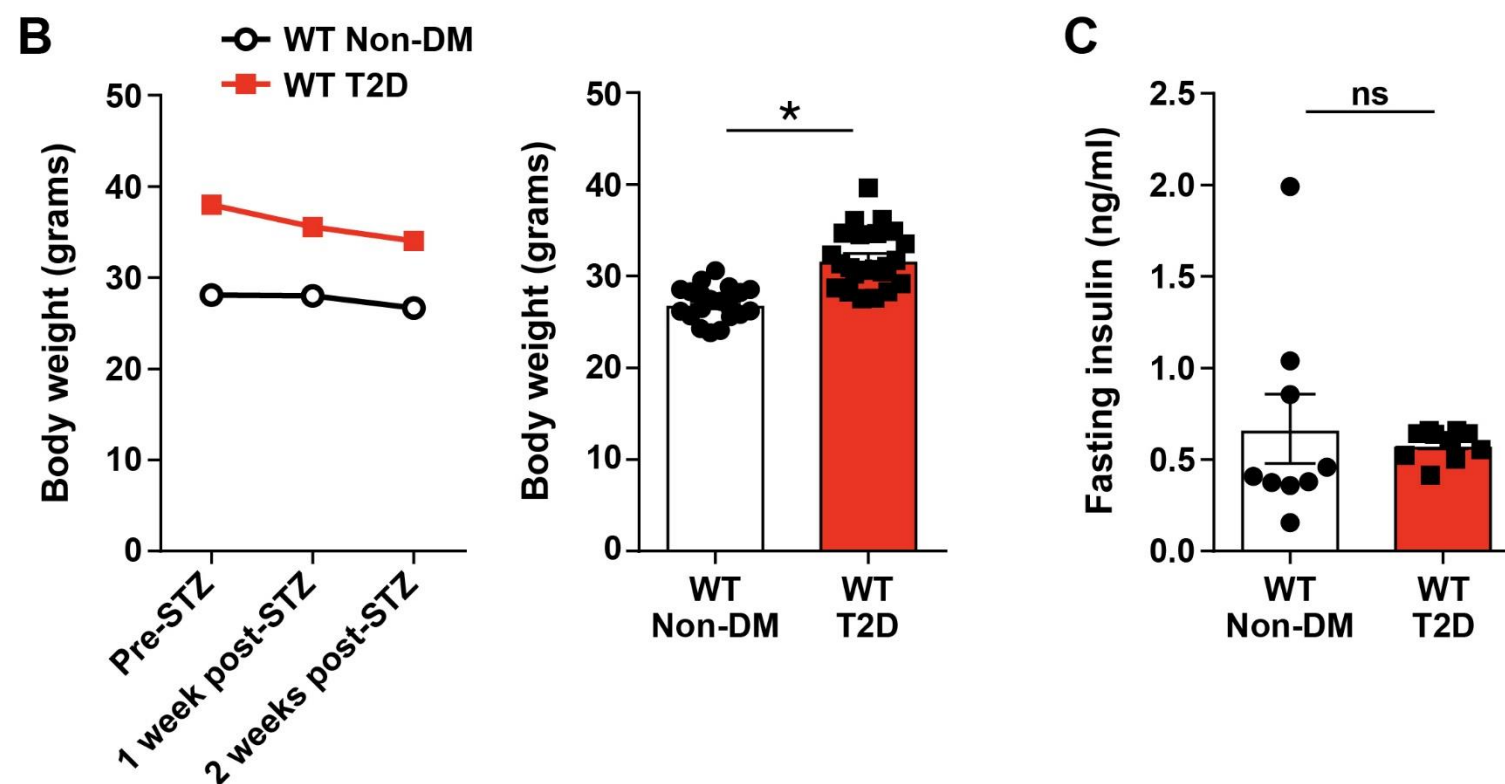 B
WT Non-DM
WT T2D
Body weight (grams)
50
40
30
20
10
0
Pre-STZ
1 week post-STZ
2 weeks post-STZ
Body weight (grams)
50
40
30
20
10
0
*
WT
Non-DM
WT
T2D
C
Fasting insulin (ng/ml)
2.5
2.0
1.5
1.0
0.5
0.0
ns
WT
Non-DM
WT
T2D